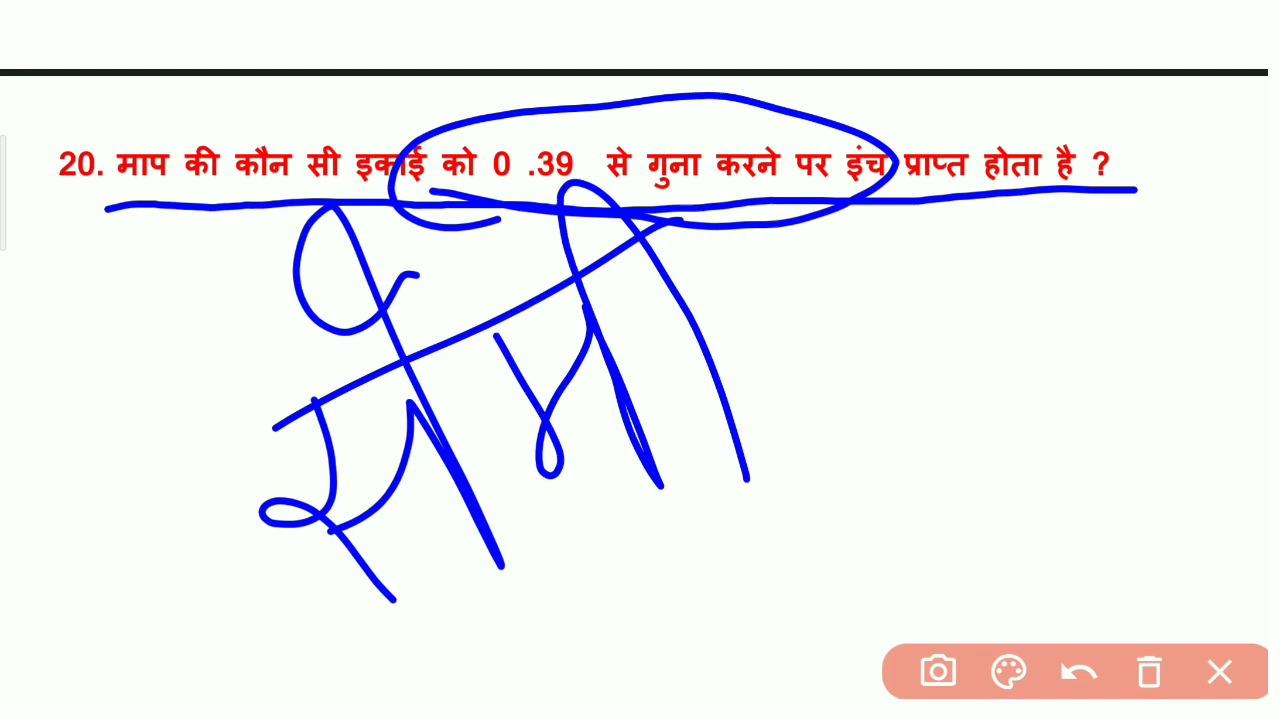 20. माप की कौन सी इकाई को 0 .39 से गुना करने पर इंच प्राप्त होता है ?
सेमी